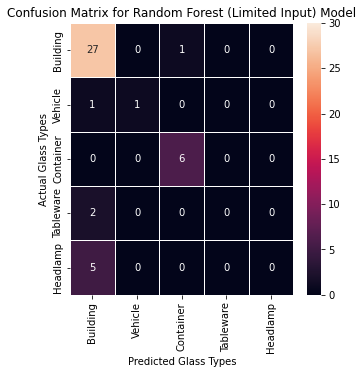 Confusion Matrix for Random Forest (Limited Input) Model
Actual Glass Types
Building
27 0 1 0 0
Vehicle
1 1 0 0 0
Container
0 0 6 0 0
Tableware
2 0 0 0 0
Headlamp
5 0 0 0 0
Building Vehicle Container Tableware Headlamp
Predicted Glass Types
30
25
20
15
10
5
0